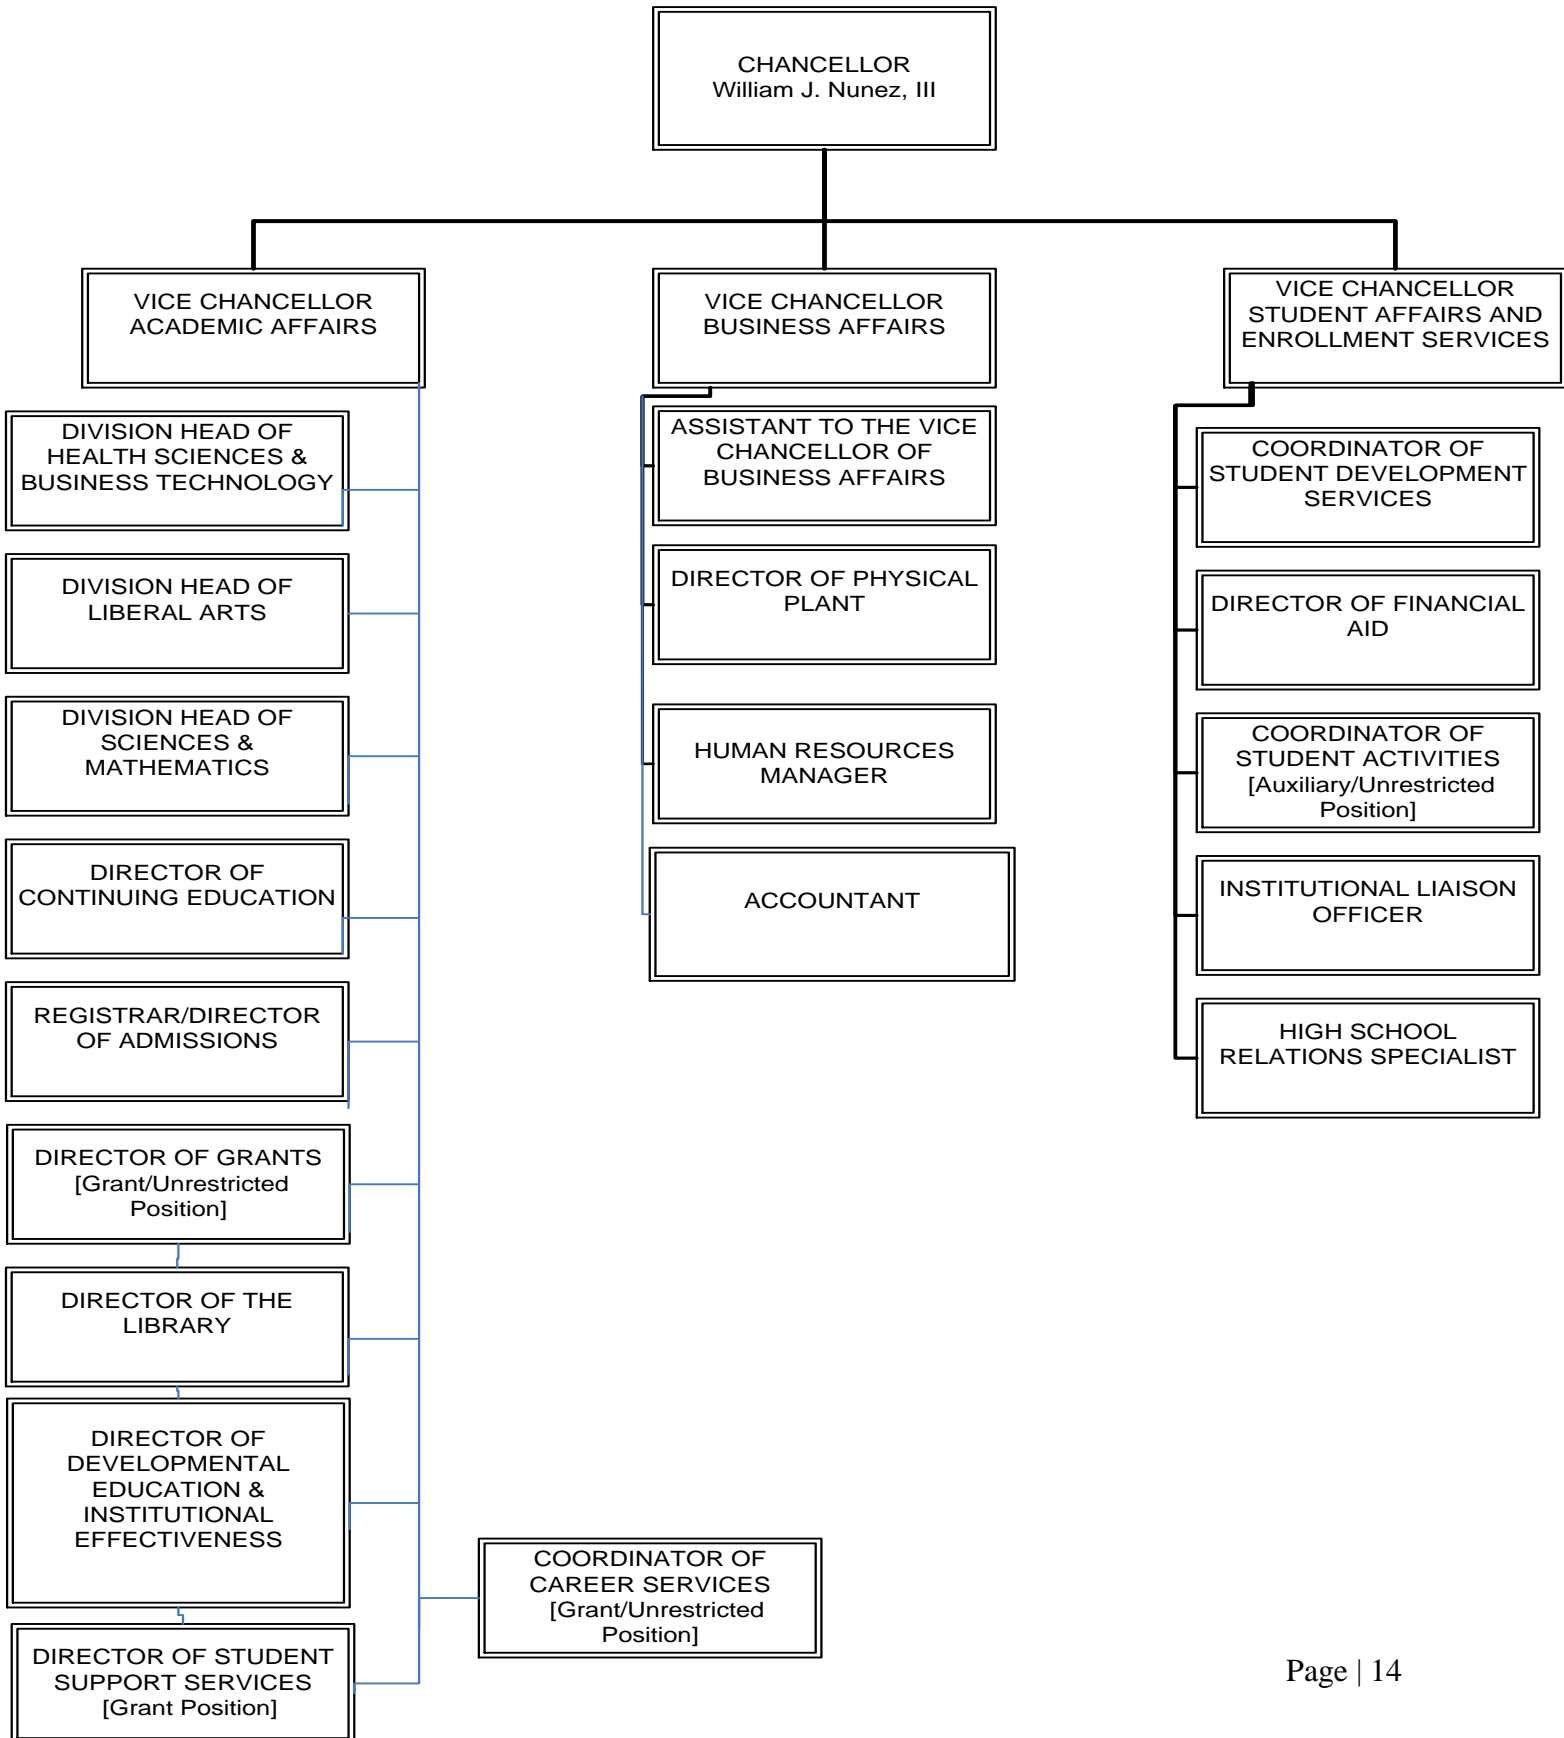 CHANCELLOR
William J. Nunez, III
VICE CHANCELLOR
ACADEMIC AFFAIRS
VICE CHANCELLOR
BUSINESS AFFAIRS
VICE CHANCELLOR
STUDENT AFFAIRS AND
ENROLLMENT SERVICES
DIVISION HEAD OF
HEALTH SCIENCES &
BUSINESS TECHNOLOGY
DIVISION HEAD OF
LIBERAL ARTS
DIVISION HEAD OF
SCIENCES &
MATHEMATICS
DIRECTOR OF
CONTINUING EDUCATION
REGISTRAR/DIRECTOR
OF ADMISSIONS
DIRECTOR OF GRANTS
[Grant/Unrestricted
Position]
DIRECTOR OF THE
LIBRARY
DIRECTOR OF
DEVELOPMENTAL
EDUCATION &
INSTITUTIONAL
EFFECTIVENESS
DIRECTOR OF STUDENT
SUPPORT SERVICES
[Grant Position]
COORDINATOR OF
CAREER SERVICES
[Grant/Unrestricted
Position]
ASSISTANT TO THE VICE
CHANCELLOR OF
BUSINESS AFFAIRS
DIRECTOR OF PHYSICAL
PLANT
HUMAN RESOURCES
MANAGER
ACCOUNTANT
COORDINATOR OF
STUDENT DEVELOPMENT
SERVICES
DIRECTOR OF FINANCIAL
AID
COORDINATOR OF
STUDENT ACTIVITIES
[Auxiliary/Unrestricted
Position]
INSTITUTIONAL LIAISON
OFFICER
HIGH SCHOOL
RELATIONS SPECIALIST
Page | 14